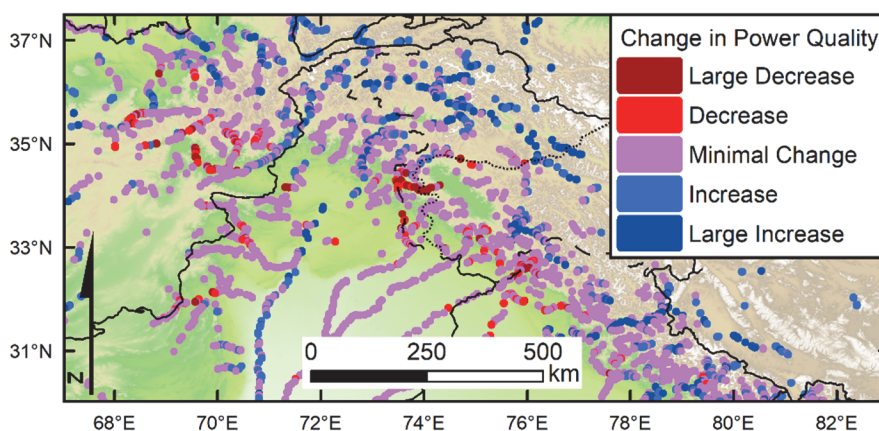 37°N
35°N
33°N
31°N
Change in Power Quality
Large Decrease
Decrease
Minimal Change
Increase
Large Increase
N
0 250 500
km
68°E 70°E 72°E 74°E 76°E 78°E 80°E 82°E